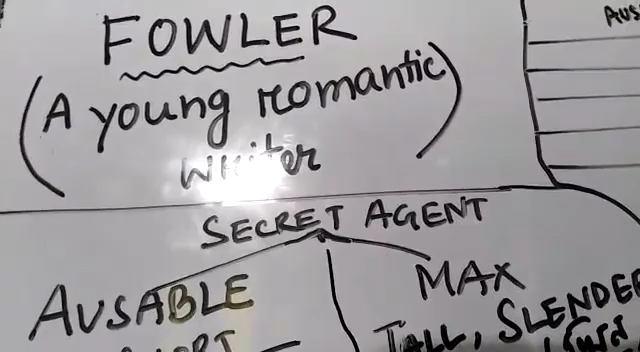 FOWLER
(A young romantic
writer)
SECRET AGENT
AUSABLE
MAX
TALL, SLENDER